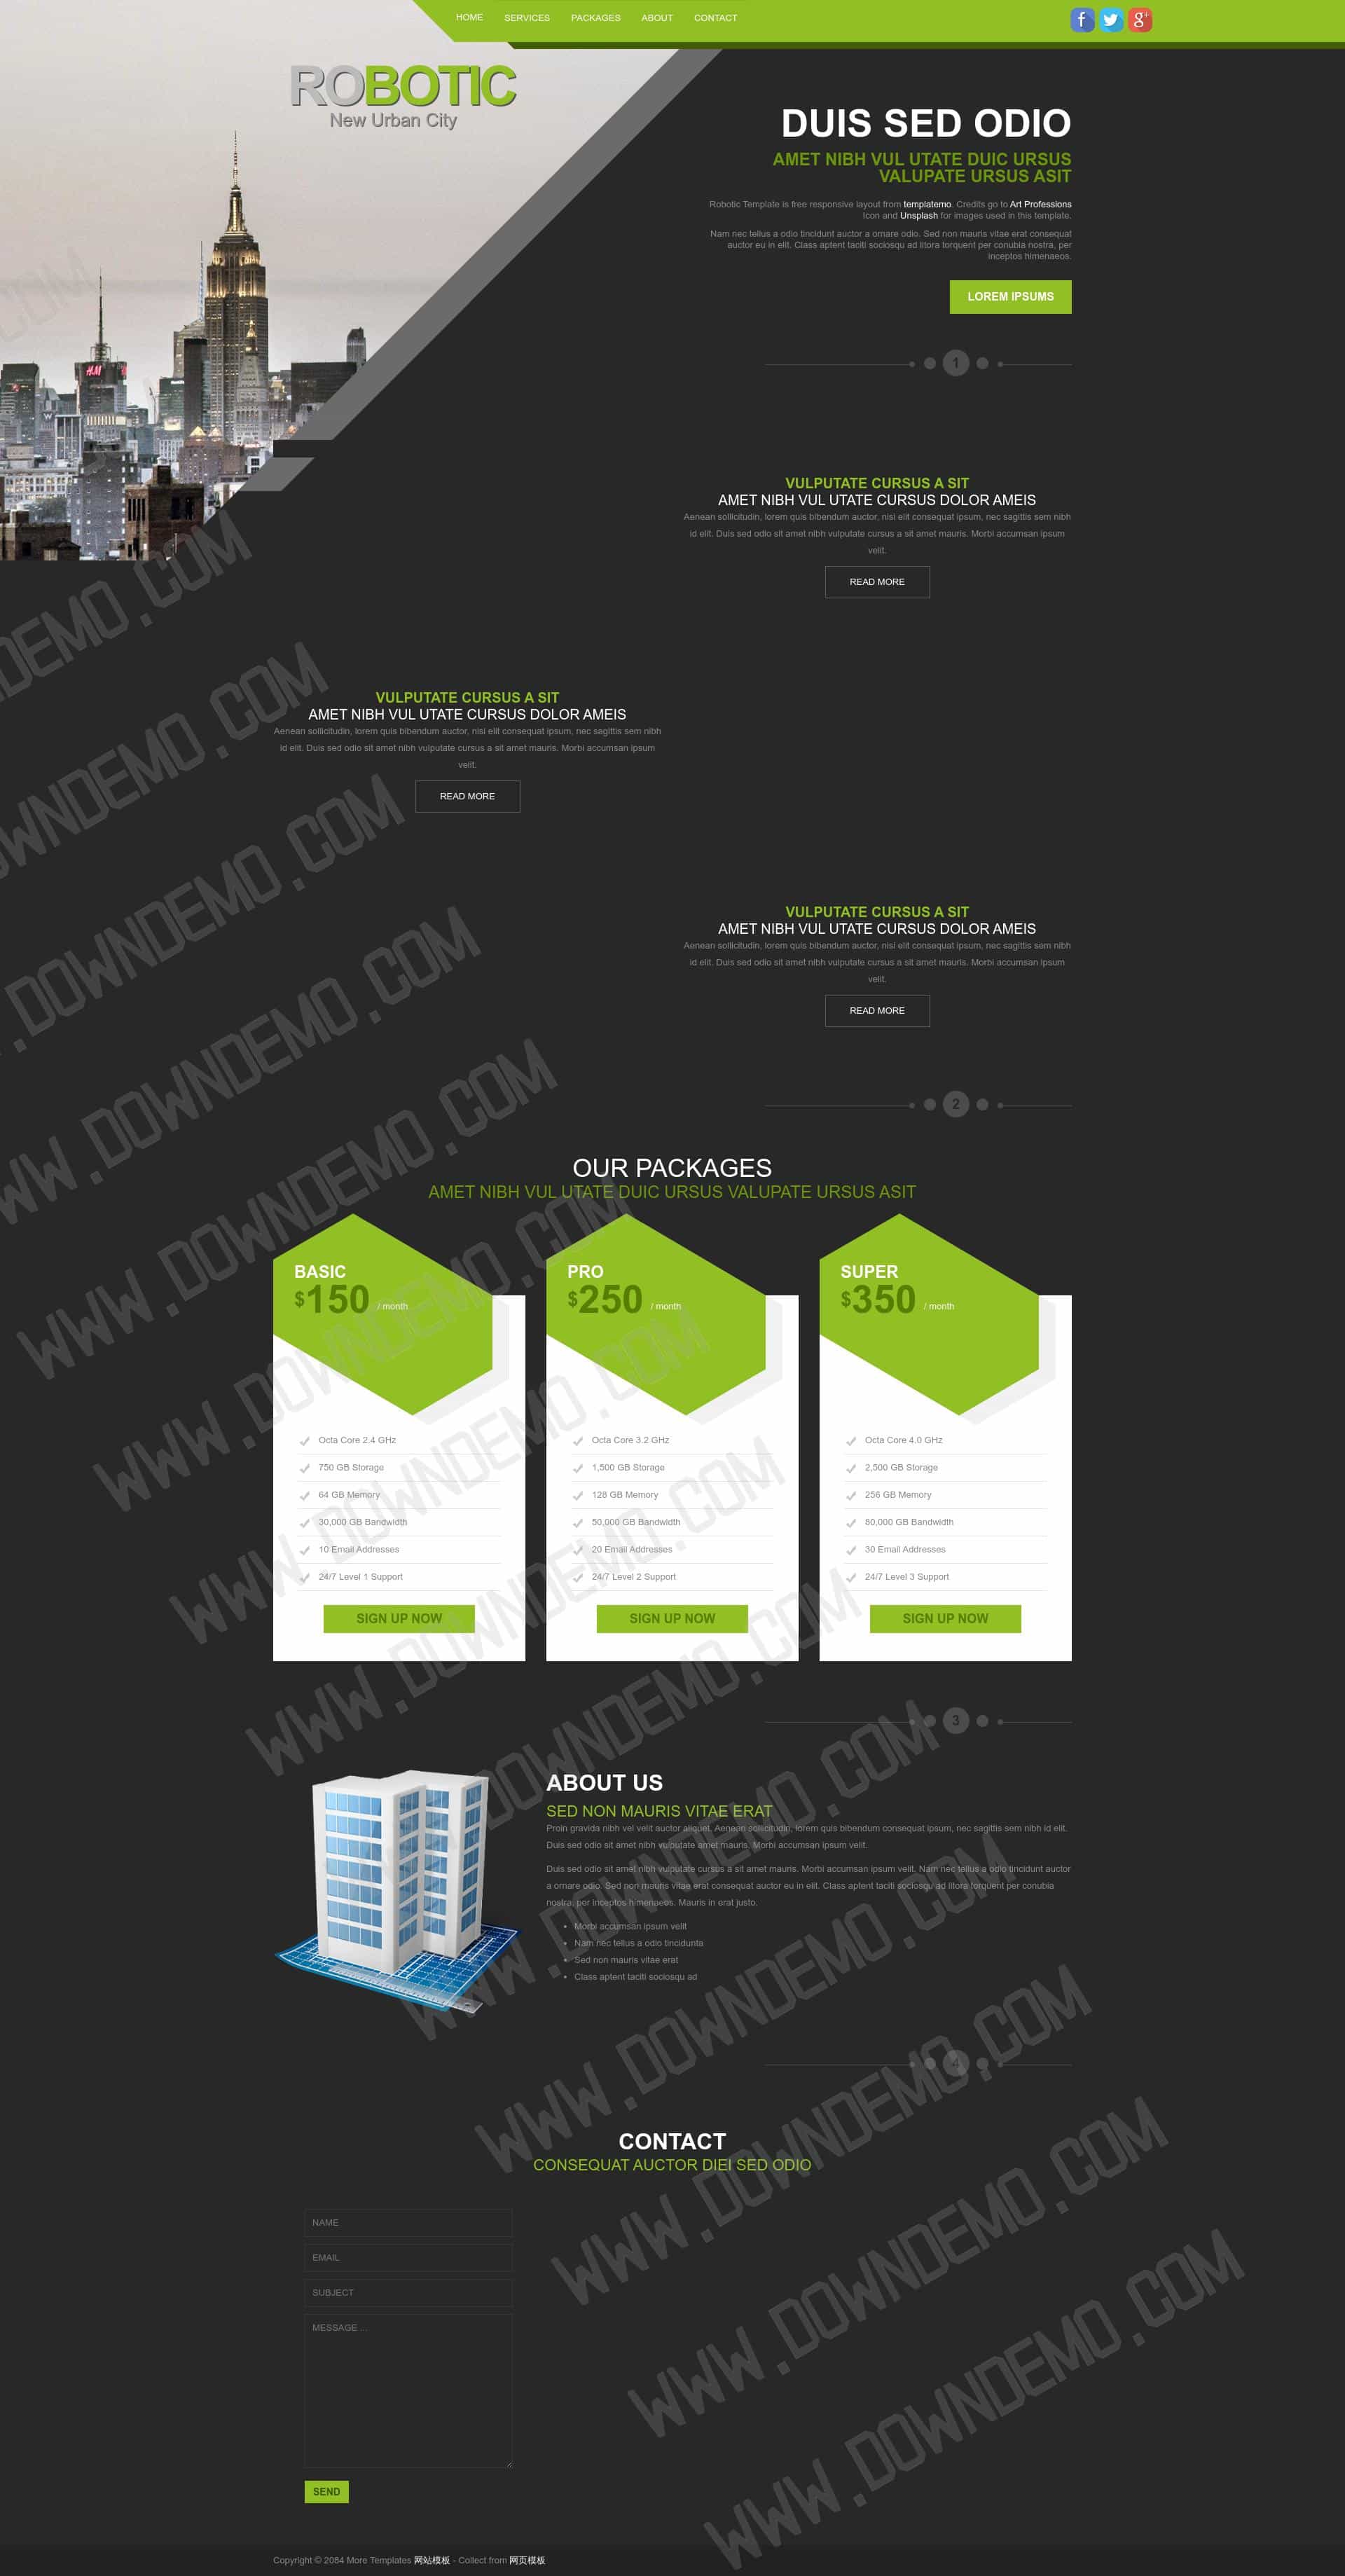 HOME SERVICES PACKAGES ABOUT CONTACT
ROBOTIC
New Urban City
DUIS SED ODIO
AMET NIBH VUL UTATE DUIC URSUS
VALUPATE URSUS ASIT
Robotic Template is free responsive layout from templatemo. Credits go to Art Professions
Icon and Unsplash for images used in this template.
Nam nec tellus a odio tincidunt auctor a ornare odio. Sed non mauris vitae erat consequat
auctor eu in elit. Class aptent taciti sociosqu ad litora torquent per conubia nostra, per
inceptos himenaeos.
LOREM IPSUMS
H&M
1
VULPUTATE CURSUS A SIT
AMET NIBH VUL UTATE CURSUS DOLOR AMEIS
Aenean sollicitudin, lorem quis bibendum auctor, nisi elit consequat ipsum, nec sagittis sem nibh
id elit. Duis sed odio sit amet nibh vulputate cursus a sit amet mauris. Morbi accumsan ipsum
velit.
READ MORE
VULPUTATE CURSUS A SIT
AMET NIBH VUL UTATE CURSUS DOLOR AMEIS
Aenean sollicitudin, lorem quis bibendum auctor, nisi elit consequat ipsum, nec sagittis sem nibh
id elit. Duis sed odio sit amet nibh vulputate cursus a sit amet mauris. Morbi accumsan ipsum
velit.
READ MORE
VULPUTATE CURSUS A SIT
AMET NIBH VUL UTATE CURSUS DOLOR AMEIS
Aenean sollicitudin, lorem quis bibendum auctor, nisi elit consequat ipsum, nec sagittis sem nibh
id elit. Duis sed odio sit amet nibh vulputate cursus a sit amet mauris. Morbi accumsan ipsum
velit.
READ MORE
2
OUR PACKAGES
AMET NIBH VUL UTATE DUIC URSUS VALUPATE URSUS ASIT
BASIC
$150 / month
Octa Core 2.4 GHz
750 GB Storage
64 GB Memory
30,000 GB Bandwidth
10 Email Addresses
24/7 Level 1 Support
SIGN UP NOW
PRO
$250 / month
Octa Core 3.2 GHz
1,500 GB Storage
128 GB Memory
50,000 GB Bandwidth
20 Email Addresses
24/7 Level 2 Support
SIGN UP NOW
SUPER
$350 / month
Octa Core 4.0 GHz
2,500 GB Storage
256 GB Memory
80,000 GB Bandwidth
30 Email Addresses
24/7 Level 3 Support
SIGN UP NOW
3
ABOUT US
SED NON MAURIS VITAE ERAT
Proin gravida nibh vel velit auctor aliquet. Aenean sollicitudin, lorem quis bibendum consequat ipsum, nec sagittis sem nibh id elit.
Duis sed odio sit amet nibh vulputate amet mauris. Morbi accumsan ipsum velit.
Duis sed odio sit amet nibh vulputate cursus a sit amet mauris. Morbi accumsan ipsum velit. Nam nec tellus a odio tincidunt auctor
a ornare odio. Sed non mauris vitae erat consequat auctor eu in elit. Class aptent taciti sociosqu ad litora torquent per conubia
nostra, per inceptos himenaeos. Mauris in erat justo.
Morbi accumsan ipsum velit
Nam nec tellus a odio tincidunta
Sed non mauris vitae erat
Class aptent taciti sociosqu ad
4
CONTACT
CONSEQUAT AUCTOR DIEI SED ODIO
NAME
EMAIL
SUBJECT
MESSAGE ...
SEND
Copyright © 2084 More Templates 网站模板 - Collect from 网页模板
WWW.DOWNDEMO.COM